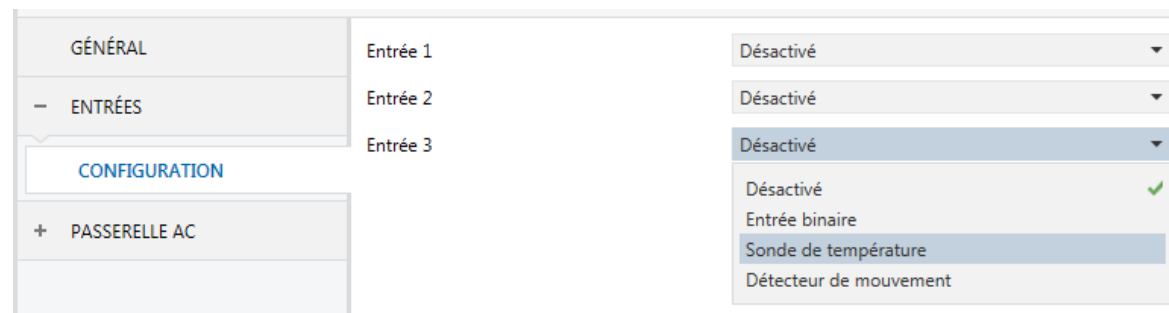 GÉNÉRAL
− ENTRÉES
CONFIGURATION
+ PASSERELLE AC
Entrée 1 Désactivé
Entrée 2 Désactivé
Entrée 3 Désactivé
Désactivé
Entrée binaire
Sonde de température
Détecteur de mouvement